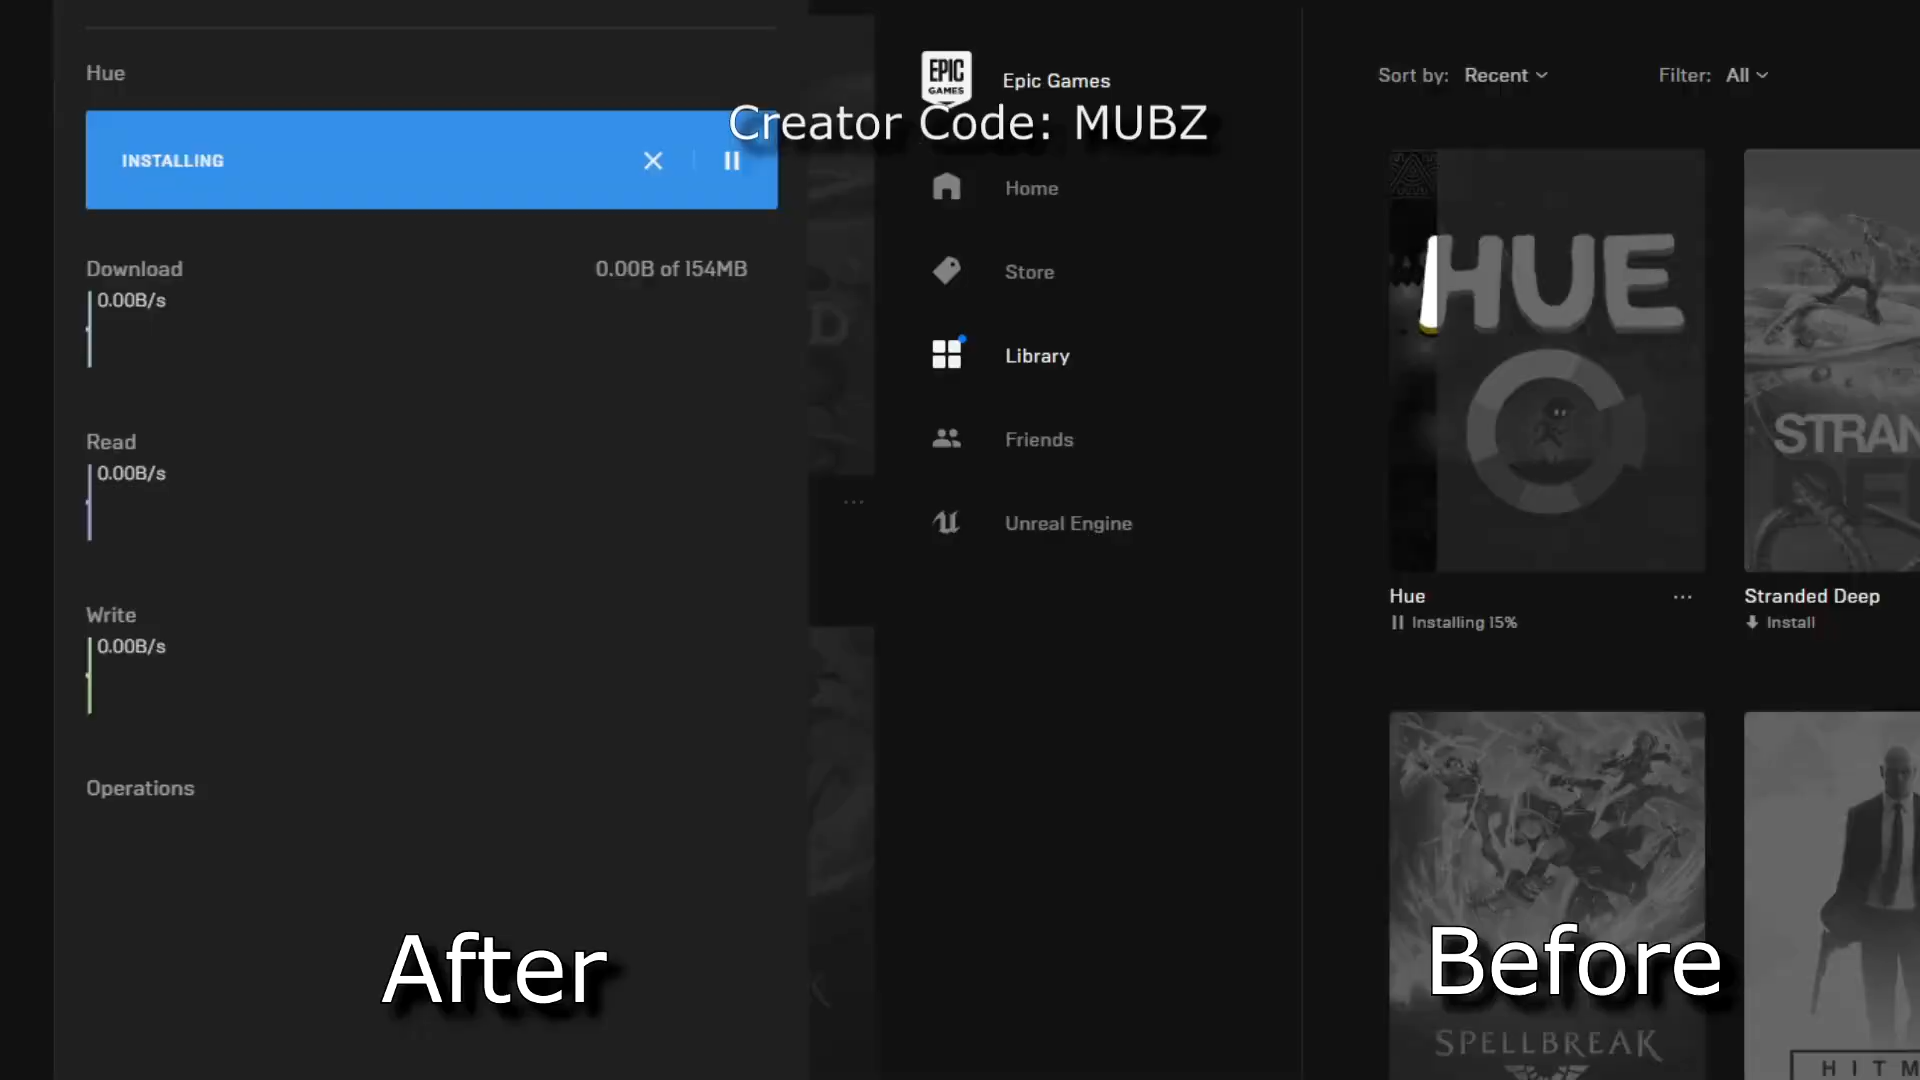 Hue
INSTALLING
Download
0.00B of 154MB
0.00B/s
Read
0.00B/s
Write
0.00B/s
Operations
After
EPIC
GAMES
Epic Games
Creator Code: MUBZ
Home
Store
Library
Friends
Unreal Engine
Sort by: Recent
Filter: All
HUE
STRAN
Hue
Installing 15%
Stranded Deep
Install
Before
SPELLBREAK
HITM